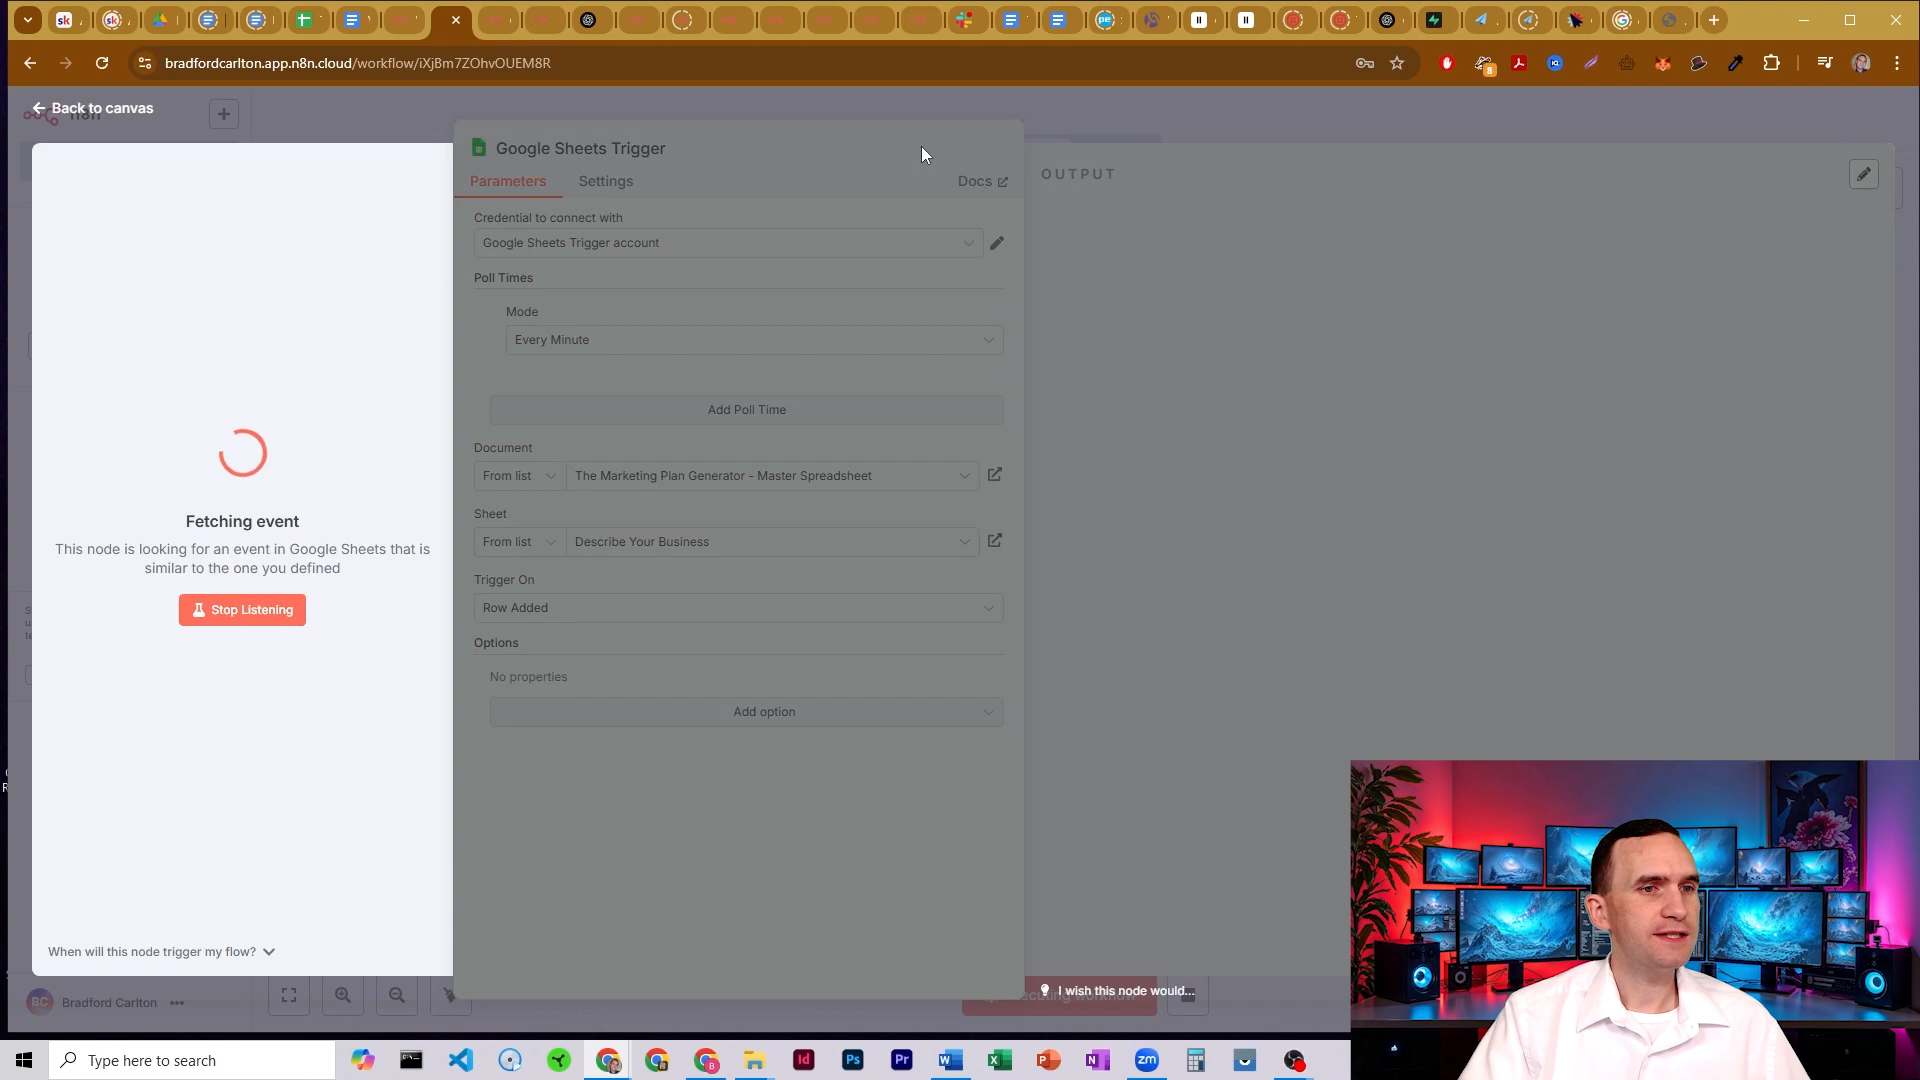 bradfordcarlton.app.n8n.cloud/workflow/iXjBm7ZOhvOUEM8R
8
Back to canvas
n8n
Google Sheets Trigger
Parameters
Settings
Docs
OUTPUT
Credential to connect with
Google Sheets Trigger account
Poll Times
Mode
Every Minute
Add Poll Time
Document
From list
The Marketing Plan Generator - Master Spreadsheet
Sheet
From list
Describe Your Business
Trigger On
Row Added
Options
No properties
Add option
Fetching event
This node is looking for an event in Google Sheets that is
similar to the one you defined
Stop Listening
When will this node trigger my flow?
BC
Bradford Carlton
I wish this node would...
Type here to search